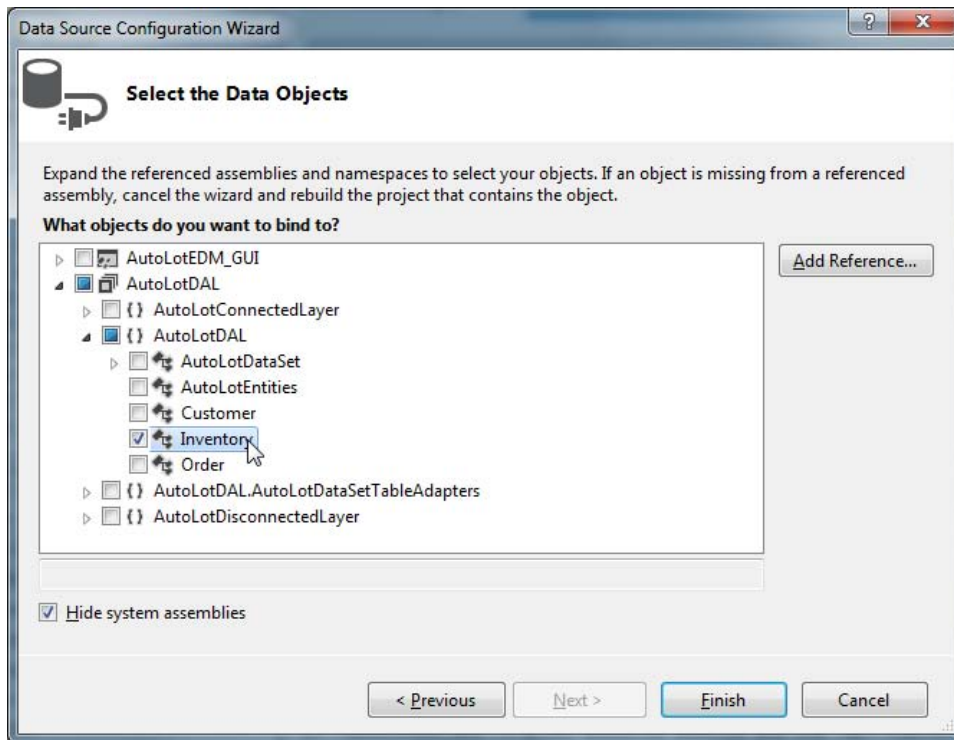 Data Source Configuration Wizard
?
X
Select the Data Objects
Expand the referenced assemblies and namespaces to select your objects. If an object is missing from a referenced
assembly, cancel the wizard and rebuild the project that contains the object.
What objects do you want to bind to?
AutoLotEDM_GUI
AutoLotDAL
{ } AutoLotConnectedLayer
{ } AutoLotDAL
AutoLotDataSet
AutoLotEntities
Customer
Inventory
Order
{ } AutoLotDAL.AutoLotDataSetTableAdapters
{ } AutoLotDisconnectedLayer
Add Reference...
Hide system assemblies
< Previous
Next >
Finish
Cancel